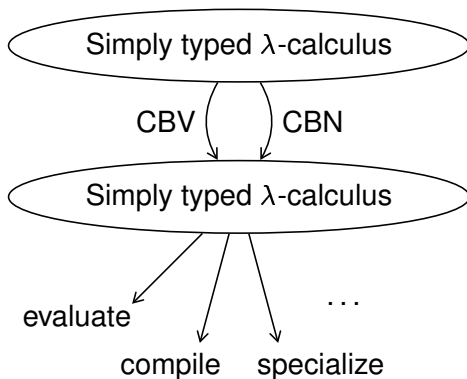 Simply typed λ-calculus
CBV CBN
Simply typed λ-calculus
evaluate ...
compile specialize